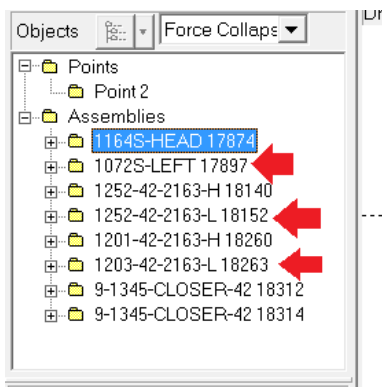 Dr
Objects Force Collaps
Points
Point 2
Assemblies
1164S-HEAD 17874
1072S-LEFT 17897
1252-42-2163-H 18140
1252-42-2163-L 18152
1201-42-2163-H 18260
1203-42-2163-L 18263
9-1345-CLOSER-42 18312
9-1345-CLOSER-42 18314